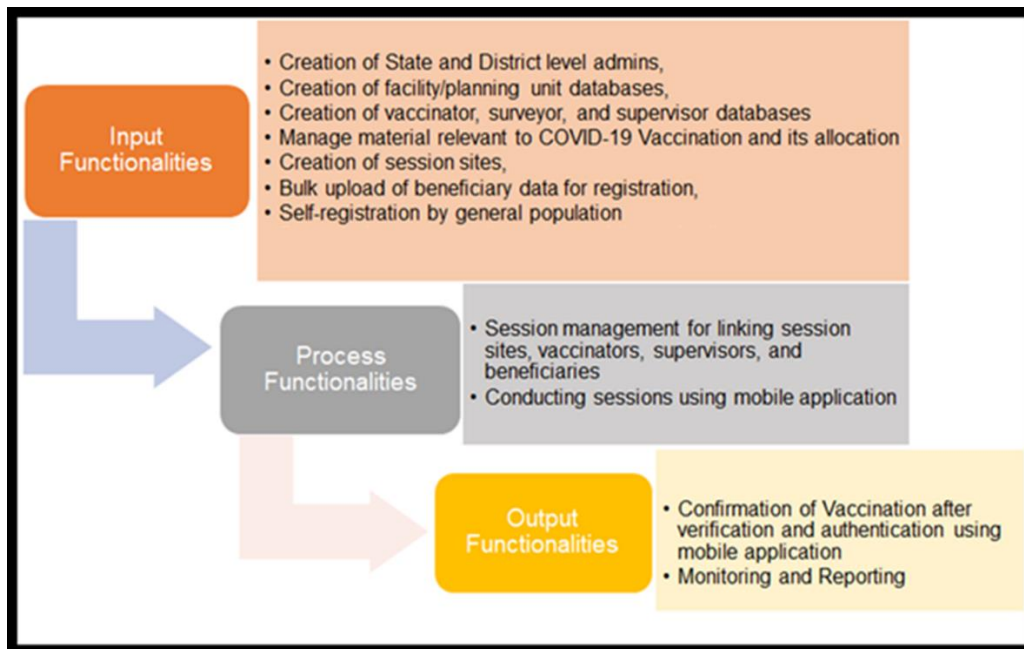 Input
Functionalities
• Creation of State and District level admins,
• Creation of facility/planning unit databases,
• Creation of vaccinator, surveyor, and supervisor databases
• Manage material relevant to COVID-19 Vaccination and its allocation
• Creation of session sites,
• Bulk upload of beneficiary data for registration,
• Self-registration by general population
Process
Functionalities
• Session management for linking session
sites, vaccinators, supervisors, and
beneficiaries
• Conducting sessions using mobile application
Output
Functionalities
• Confirmation of Vaccination after
verification and authentication using
mobile application
• Monitoring and Reporting